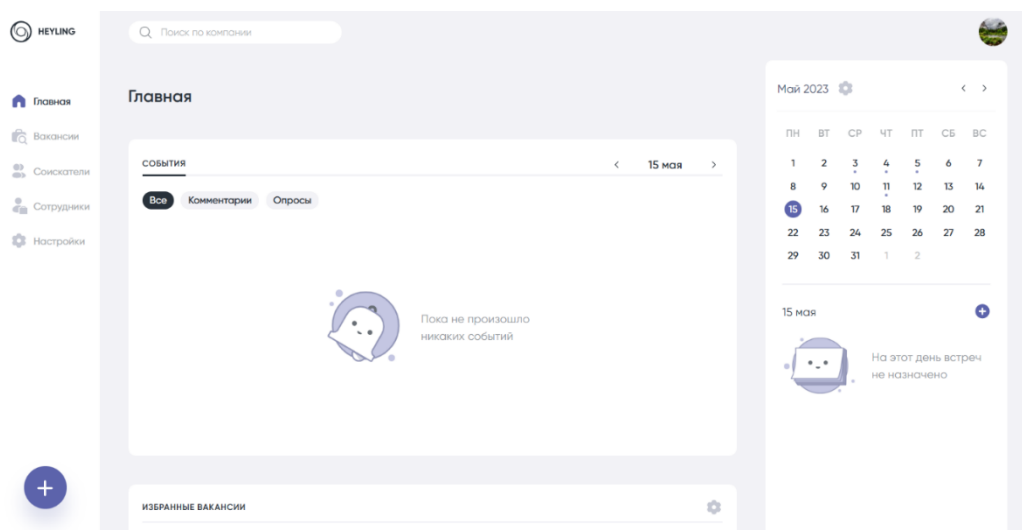 HEYLING
Поиск по компании
Главная
Вакансии
Соискатели
Сотрудники
Настройки
Главная
СОБЫТИЯ
15 мая
Все Комментарии Опросы
Пока не произошло
никаких событий
ИЗБРАННЫЕ ВАКАНСИИ
Май 2023
ПН ВТ СР ЧТ ПТ СБ ВС
1 2 3 4 5 6 7
8 9 10 11 12 13 14
15 16 17 18 19 20 21
22 23 24 25 26 27 28
29 30 31 1 2
15 мая
На этот день встреч
не назначено